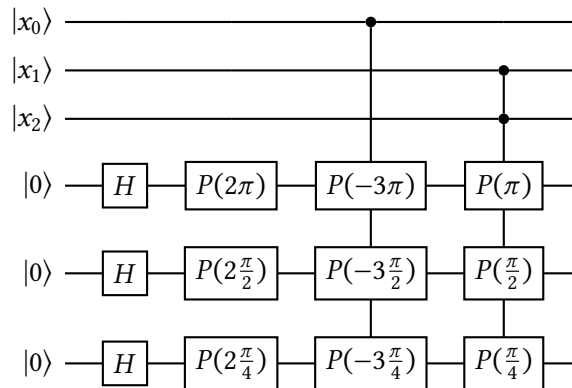 |x₀⟩
|x₁⟩
|x₂⟩
|0⟩ H P(2π) P(−3π) P(π)
|0⟩ H P(2π/2) P(−3π/2) P(π/2)
|0⟩ H P(2π/4) P(−3π/4) P(π/4)